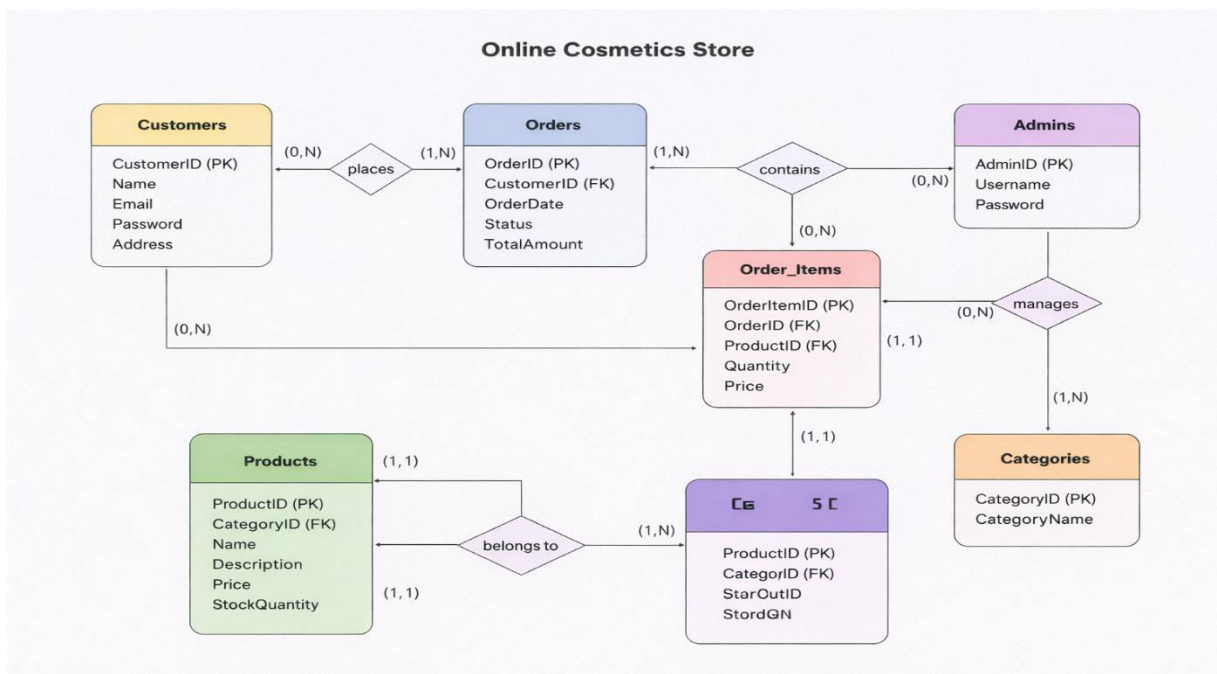 Online Cosmetics Store
Customers
CustomerID (PK)
Name
Email
Password
Address
(0,N)
places
(1,N)
Orders
OrderID (PK)
CustomerID (FK)
OrderDate
Status
TotalAmount
(1,N)
contains
(0,N)
(0,N)
Admins
AdminID (PK)
Username
Password
(0,N)
Order_Items
OrderItemID (PK)
OrderID (FK)
ProductID (FK)
Quantity
Price
(0,N)
(1,1)
manages
(1,N)
(1,1)
Categories
CategoryID (PK)
CategoryName
Products
ProductID (PK)
CategoryID (FK)
Name
Description
Price
StockQuantity
(1,1)
(1,1)
belongs to
(1,N)
ProductID (PK)
CategorID (FK)
StarOutID